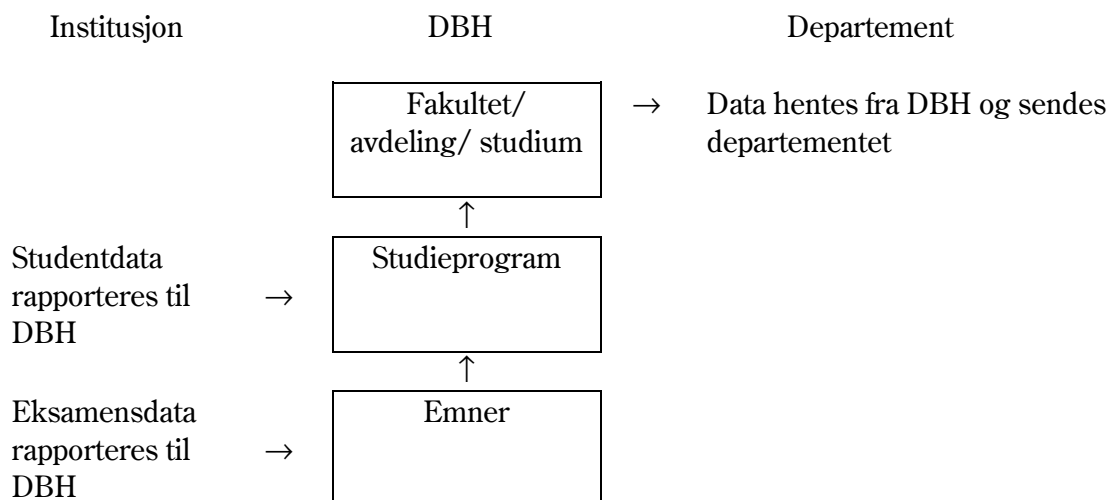 Institusjon DBH Departement
Fakultet/ → Data hentes fra DBH og sendes
avdeling/ studium departementet
↑
Studentdata Studieprogram
rapporteres til →
DBH
↑
Eksamensdata Emner
rapporteres til →
DBH